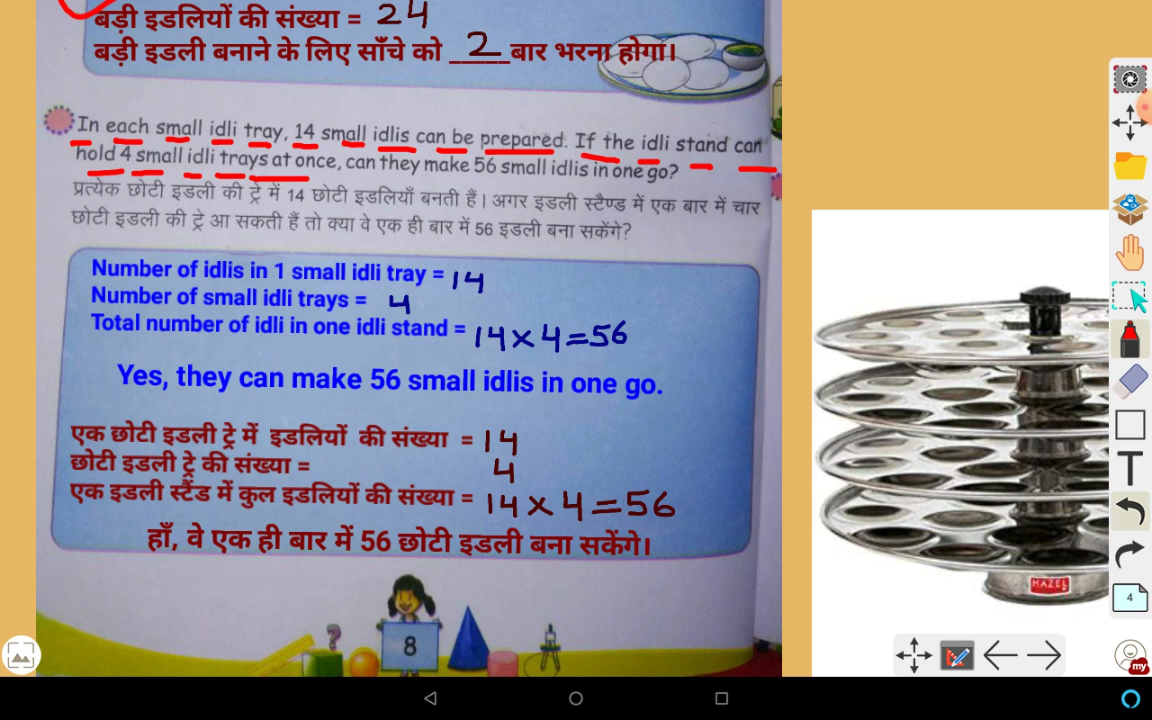 बड़ी इडलियों की संख्या = 24
बड़ी इडली बनाने के लिए साँचे को __2__बार भरना होगा।
In each small idli tray, 14 small idlis can be prepared. If the idli stand can
hold 4 small idli trays at once, can they make 56 small idlis in one go?
प्रत्येक छोटी इडली की ट्रे में 14 छोटी इडलियाँ बनती हैं। अगर इडली स्टैण्ड में एक बार में चार
छोटी इडली की ट्रे आ सकती हैं तो क्या वे एक ही बार में 56 इडली बना सकेंगे?
Number of idlis in 1 small idli tray = 14
Number of small idli trays = 4
Total number of idli in one idli stand = 14×4=56
Yes, they can make 56 small idlis in one go.
एक छोटी इडली ट्रे में इडलियों की संख्या = 14
छोटी इडली ट्रे की संख्या = 4
एक इडली स्टैंड में कुल इडलियों की संख्या = 14×4=56
हाँ, वे एक ही बार में 56 छोटी इडली बना सकेंगे।
?
8
HAZEL
T
4
my